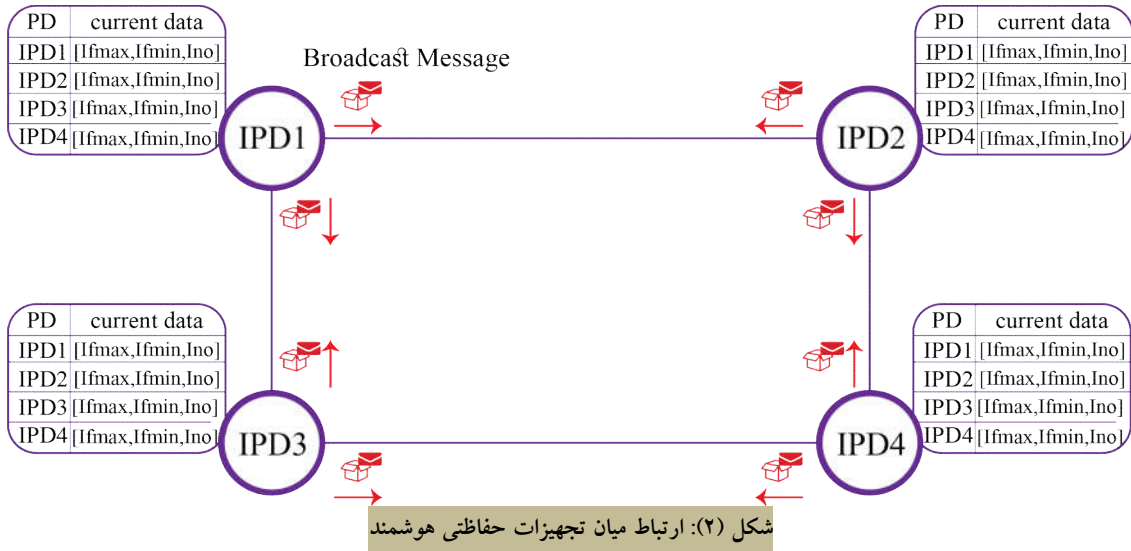 PD current data
IPD1 [Ifmax,Ifmin,Ino]
IPD2 [Ifmax,Ifmin,Ino]
IPD3 [Ifmax,Ifmin,Ino]
IPD4 [Ifmax,Ifmin,Ino]
IPD1
Broadcast Message
PD current data
IPD1 [Ifmax,Ifmin,Ino]
IPD2 [Ifmax,Ifmin,Ino]
IPD3 [Ifmax,Ifmin,Ino]
IPD4 [Ifmax,Ifmin,Ino]
IPD2
PD current data
IPD1 [Ifmax,Ifmin,Ino]
IPD2 [Ifmax,Ifmin,Ino]
IPD3 [Ifmax,Ifmin,Ino]
IPD4 [Ifmax,Ifmin,Ino]
IPD3
PD current data
IPD1 [Ifmax,Ifmin,Ino]
IPD2 [Ifmax,Ifmin,Ino]
IPD3 [Ifmax,Ifmin,Ino]
IPD4 [Ifmax,Ifmin,Ino]
IPD4
شکل (۲): ارتباط میان تجهیزات حفاظتی هوشمند